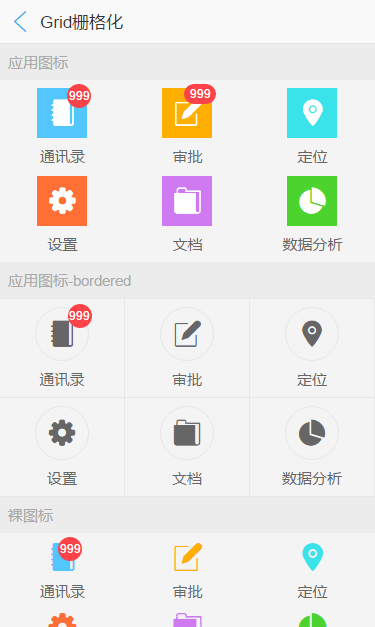 Grid栅格化
应用图标
999 999
通讯录 审批 定位
设置 文档 数据分析
应用图标-bordered
999
通讯录 审批 定位
设置 文档 数据分析
裸图标
999
通讯录 审批 定位